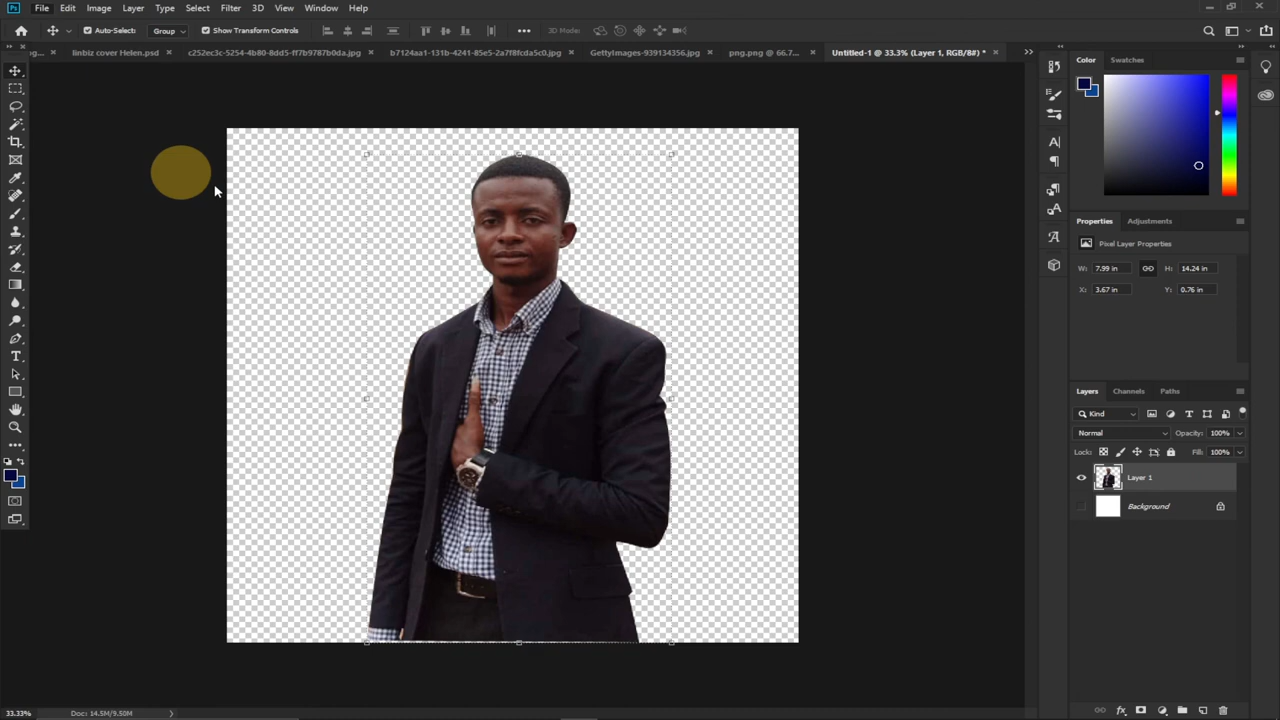 Ps File Edit Image Layer Type Select Filter 3D View Window Help
Auto-Select: Group Show Transform Controls 3D Mode:
og... × linbiz cover Helen.psd × c252ec3c-5254-4b80-8dd5-ff7b9787b0da.jpg × b7124aa1-131b-4241-85e5-2a7f8fcda5c0.jpg × GettyImages-939143456.jpg × png.png @ 66.7... × Untitled-1 @ 33.3% (Layer 1, RGB/8#) * ×
Color Swatches
Properties Adjustments
Pixel Layer Properties
W: 7.99 in H: 14.24 in
X: 3.67 in Y: 0.76 in
Layers Channels Paths
Kind
Normal Opacity: 100%
Lock: Fill: 100%
Layer 1
Background
33.33% Doc: 14.5M/9.50M